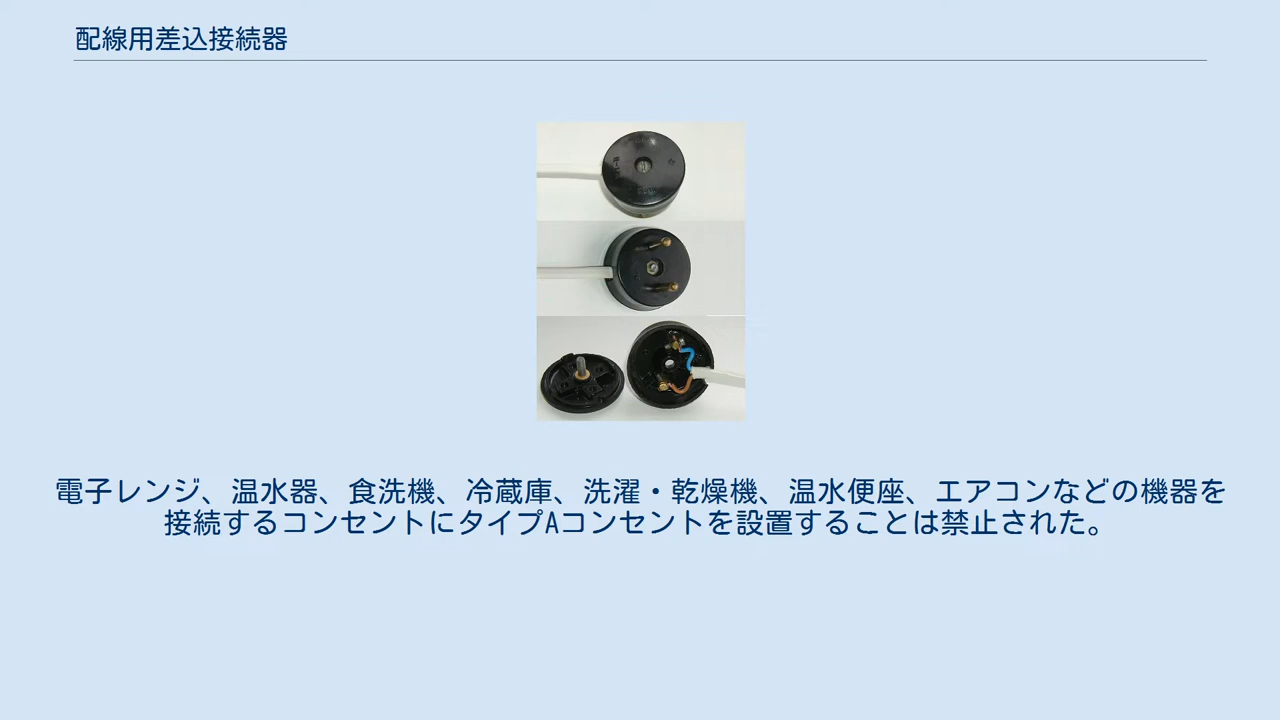 配線用差込接続器
電子レンジ、温水器、食洗機、冷蔵庫、洗濯・乾燥機、温水便座、エアコンなどの機器を
接続するコンセントにタイプAコンセントを設置することは禁止された。